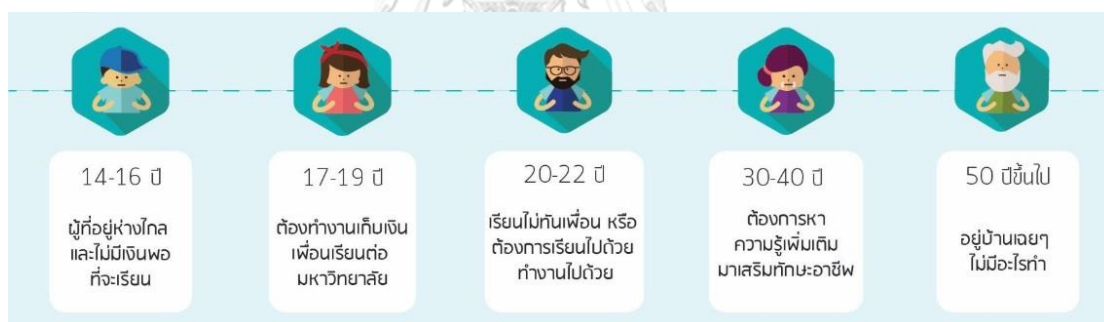 14-16 ปี
ผู้ที่อยู่ห่างไกล
และไม่มีเงินพอ
ที่จะเรียน
17-19 ปี
ต้องทำงานเก็บเงิน
เพื่อนเรียนต่อ
มหาวิทยาลัย
20-22 ปี
เรียนไม่ทันเพื่อน หรือ
ต้องการเรียนไปด้วย
ทำงานไปด้วย
30-40 ปี
ต้องการหา
ความรู้เพิ่มเติม
มาเสริมทักษะอาชีพ
50 ปีขึ้นไป
อยู่บ้านเฉยๆ
ไม่มีอะไรทำ